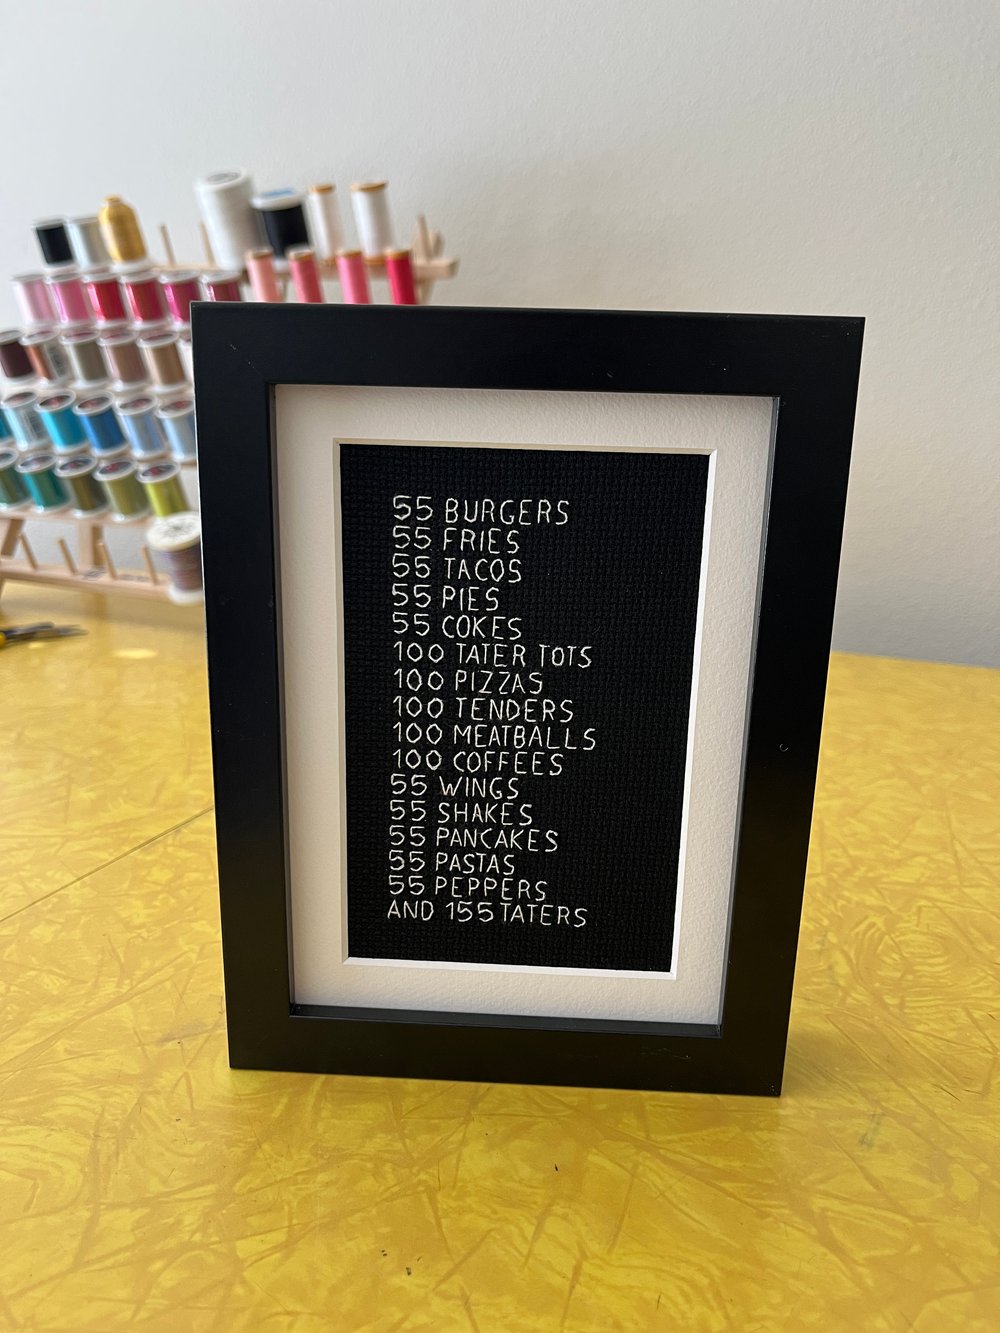 55 BURGERS
55 FRIES
55 TACOS
55 PIES
55 COKES
100 TATER TOTS
100 PIZZAS
100 TENDERS
100 MEATBALLS
100 COFFEES
55 WINGS
55 SHAKES
55 PANCAKES
55 PASTAS
55 PEPPERS
AND 155 TATERS